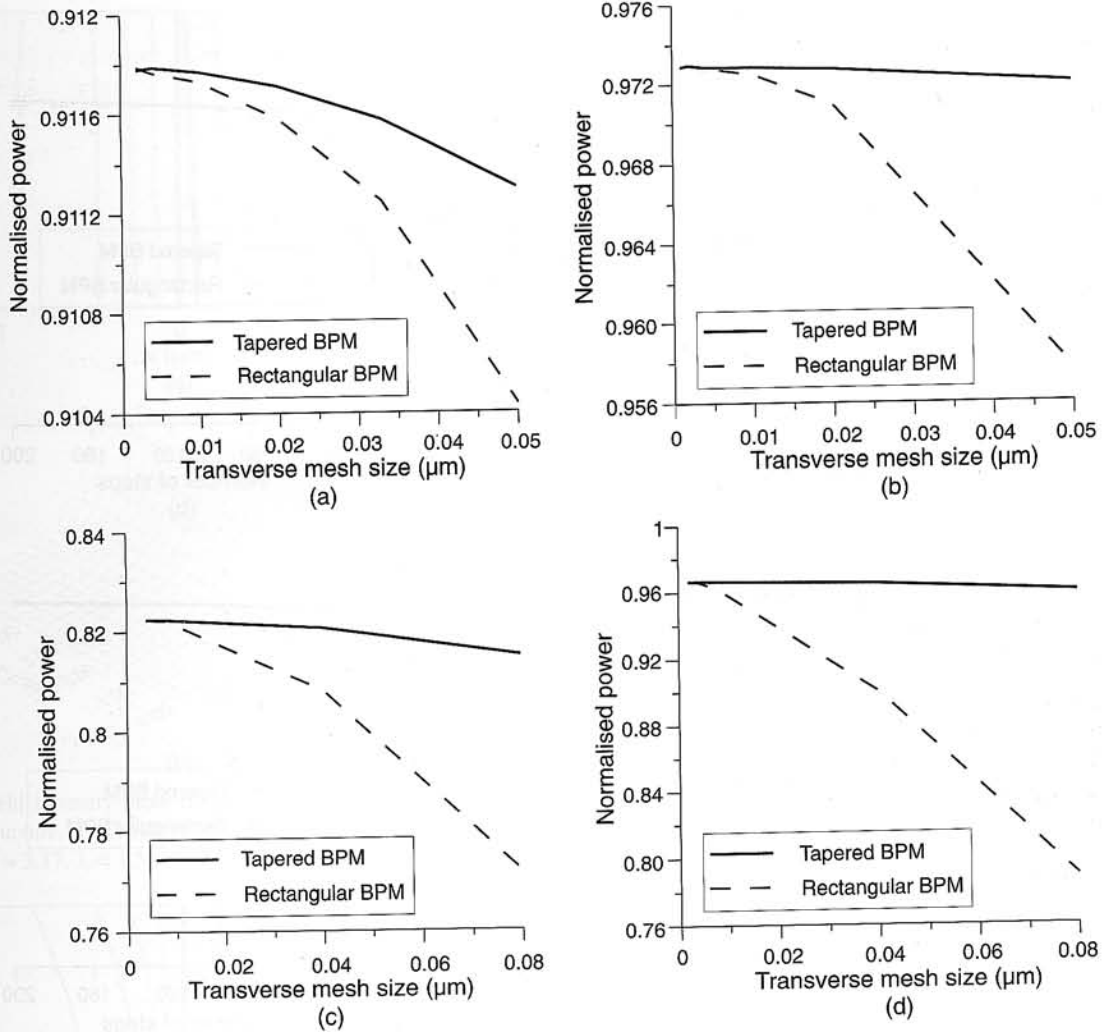 0.912
0.9116
0.9112
0.9108
0.9104
Normalised power
Tapered BPM
Rectangular BPM
0.01
0.02
0.03
0.04
0.05
0
Transverse mesh size (μm)
(a)
0.976
0.972
0.968
0.964
0.960
0.956
Normalised power
Tapered BPM
Rectangular BPM
0
0.01
0.02
0.03
0.04
0.05
Transverse mesh size (μm)
(b)
0.84
0.82
0.8
0.78
0.76
Normalised power
Tapered BPM
Rectangular BPM
0
0.02
0.04
0.06
0.08
Transverse mesh size (μm)
(c)
1
0.96
0.92
0.88
0.84
0.80
0.76
Normalised power
Tapered BPM
Rectangular BPM
0
0.02
0.04
0.06
0.08
Transverse mesh size (μm)
(d)